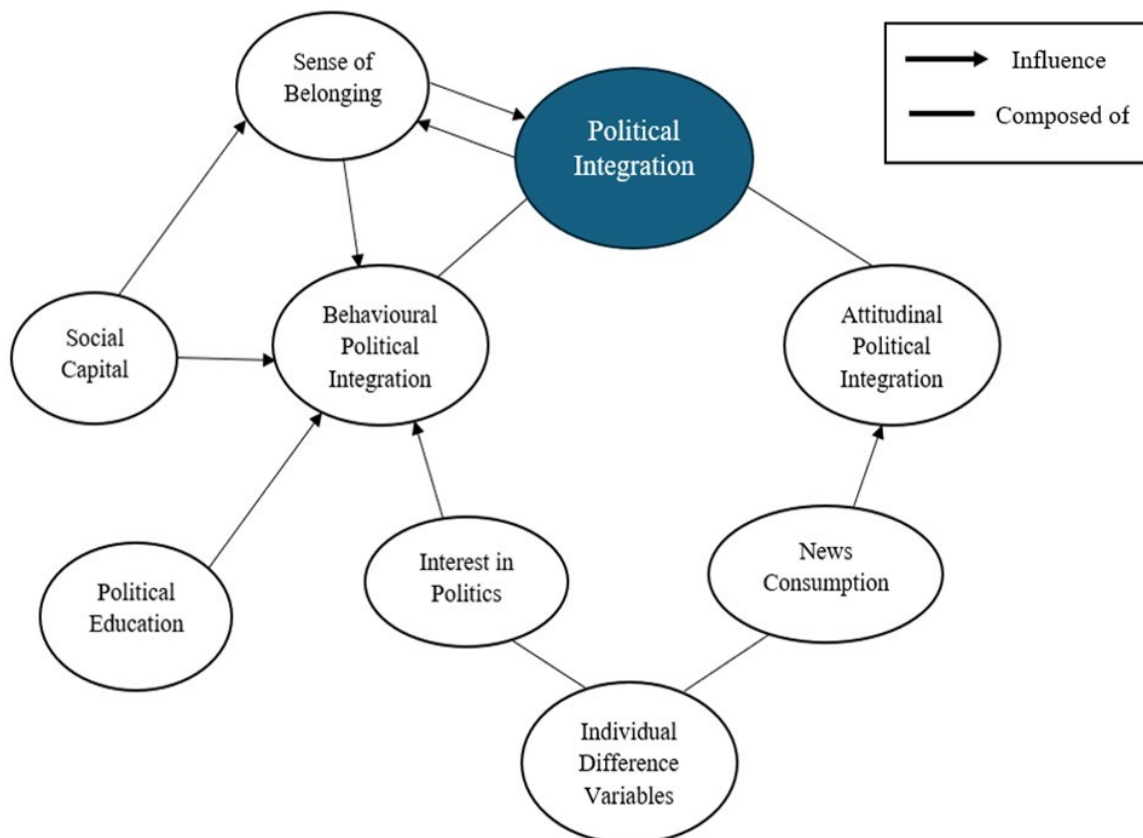 Sense of
Belonging
Political
Integration
Influence
Composed of
Social
Capital
Behavioural
Political
Integration
Attitudinal
Political
Integration
Political
Education
Interest in
Politics
News
Consumption
Individual
Difference
Variables